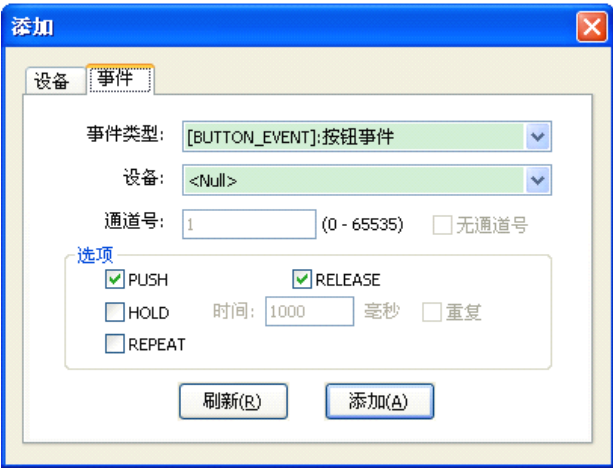 添加
设备 事件
事件类型: [BUTTON_EVENT]:按钮事件
设备: <Null>
通道号: 1 (0 - 65535) 无通道号
选项
PUSH RELEASE
HOLD 时间: 1000 毫秒 重复
REPEAT
刷新(R) 添加(A)